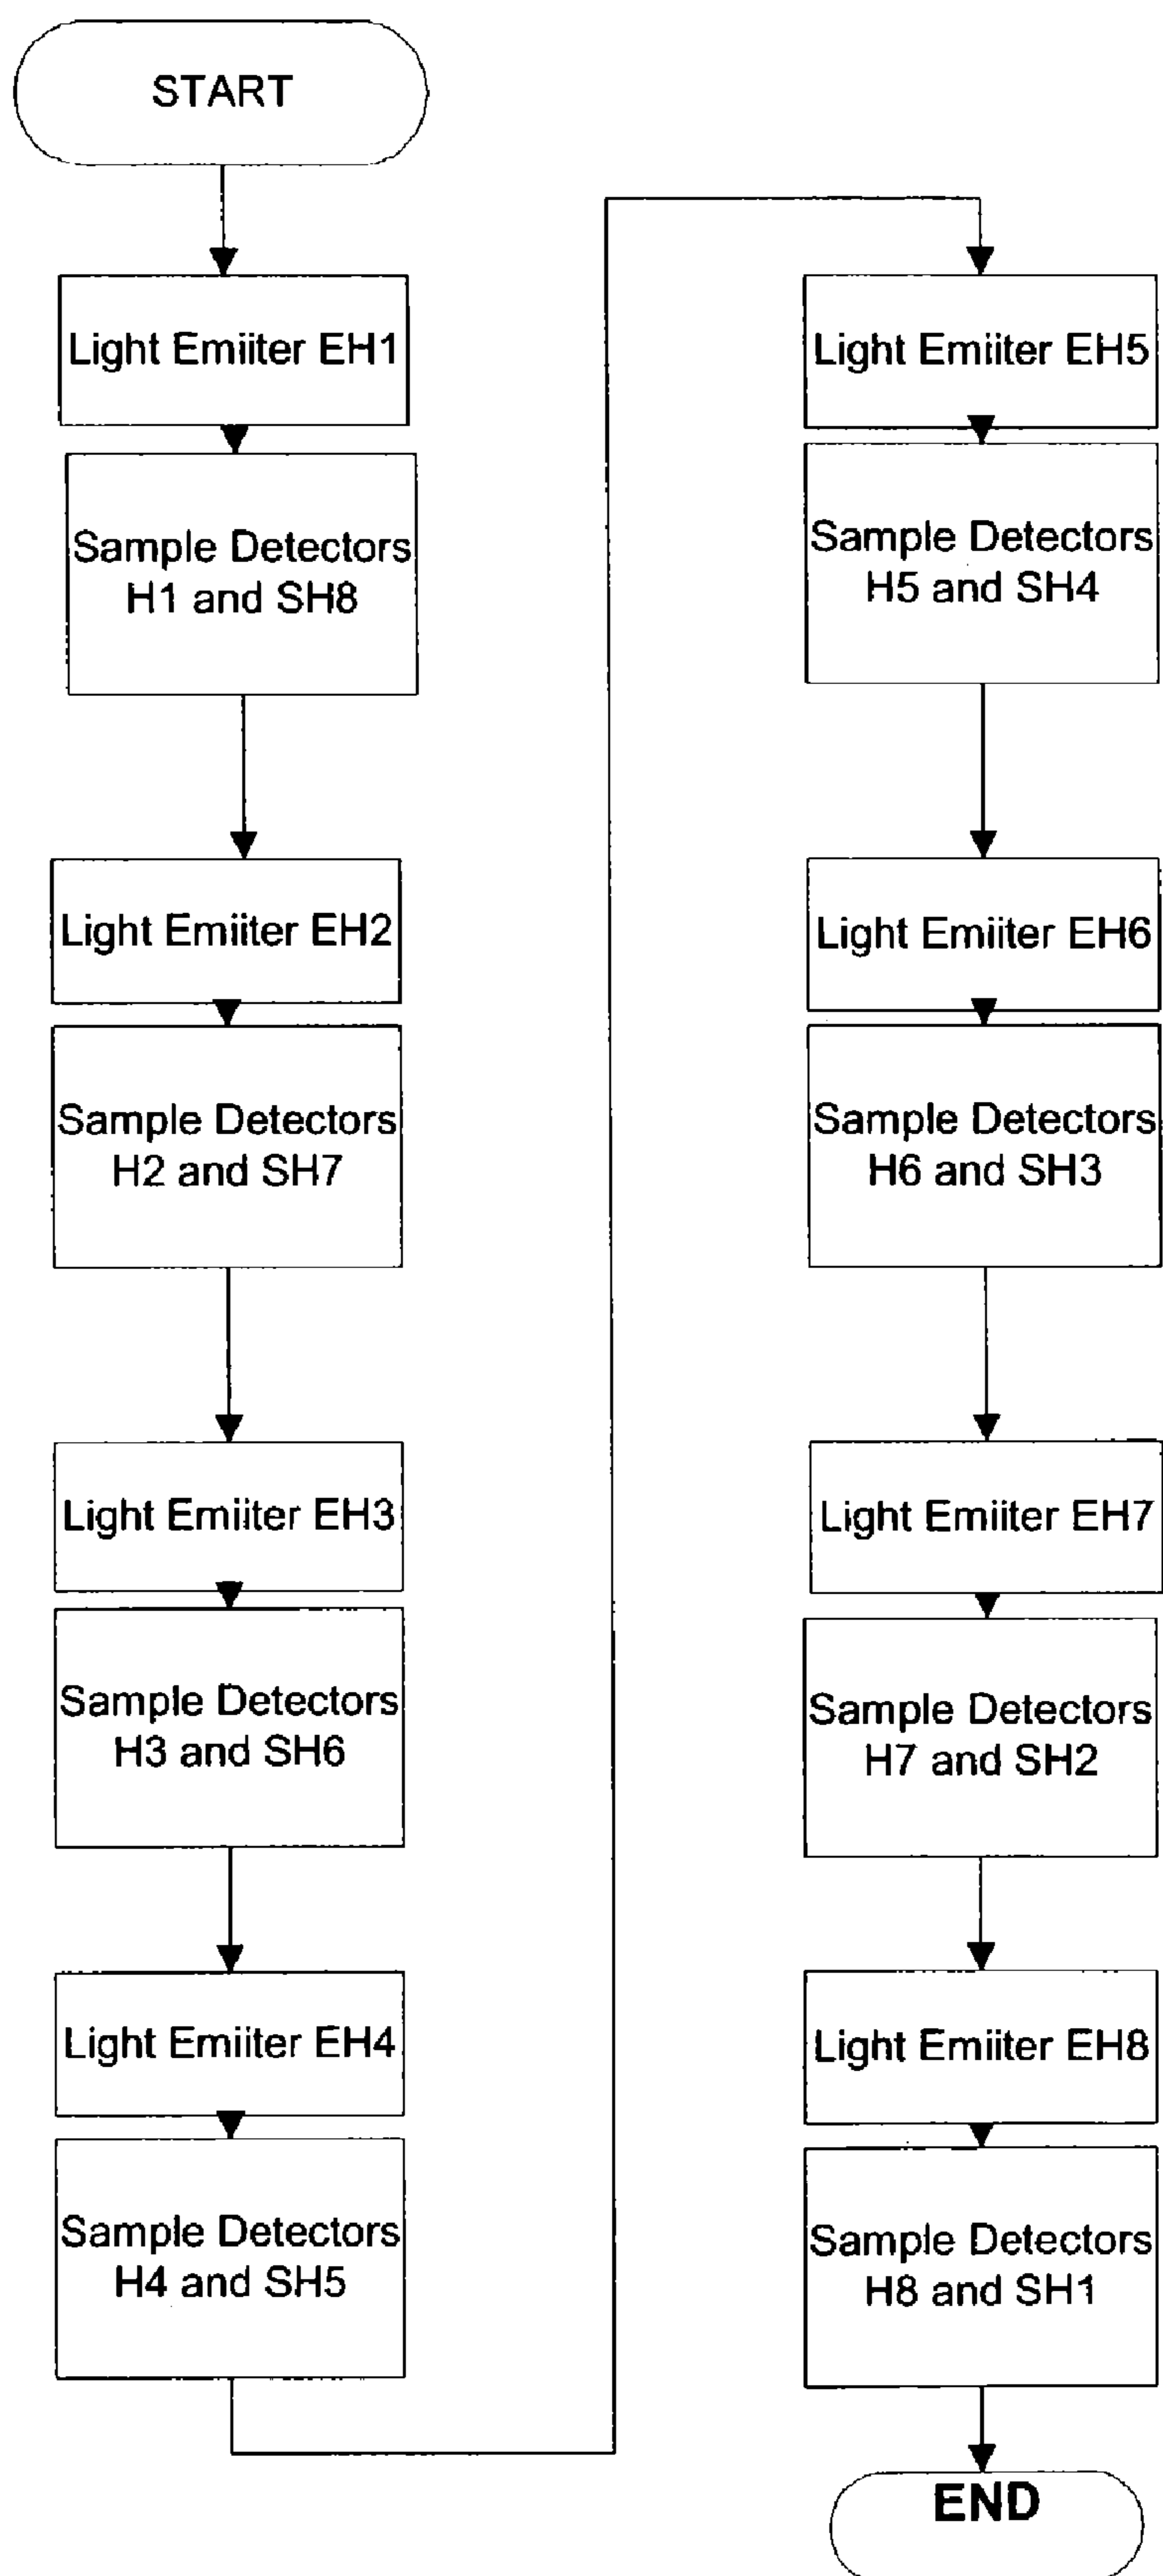 START
Light Emiiter EH1
Sample Detectors
H1 and SH8
Light Emiiter EH2
Sample Detectors
H2 and SH7
Light Emiiter EH3
Sample Detectors
H3 and SH6
Light Emiiter EH4
Sample Detectors
H4 and SH5
Light Emiiter EH5
Sample Detectors
H5 and SH4
Light Emiiter EH6
Sample Detectors
H6 and SH3
Light Emiiter EH7
Sample Detectors
H7 and SH2
Light Emiiter EH8
Sample Detectors
H8 and SH1
END